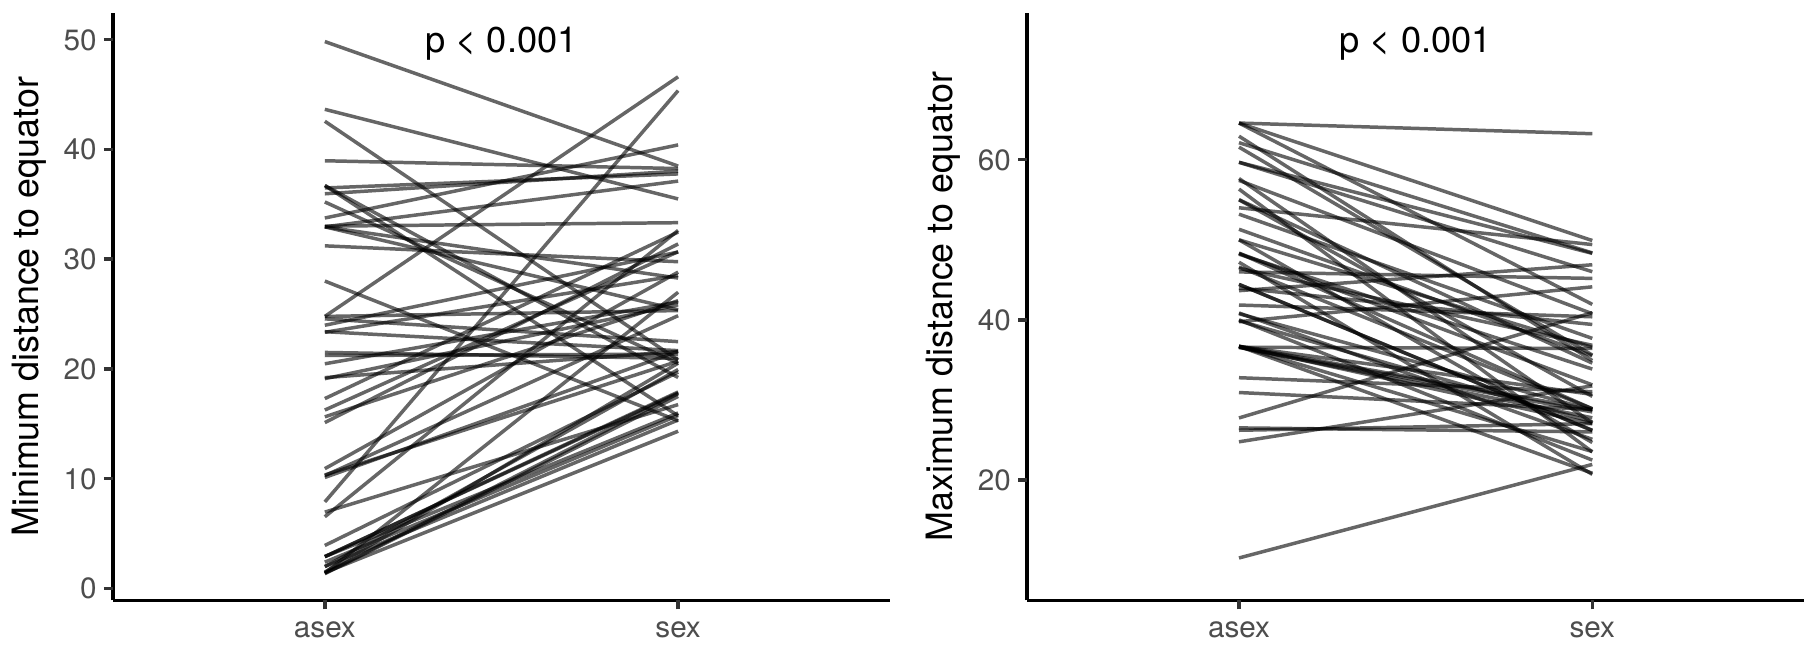 Minimum distance to equator
50
40
30
20
10
0
p < 0.001
asex
sex
Maximum distance to equator
60
40
20
p < 0.001
asex
sex